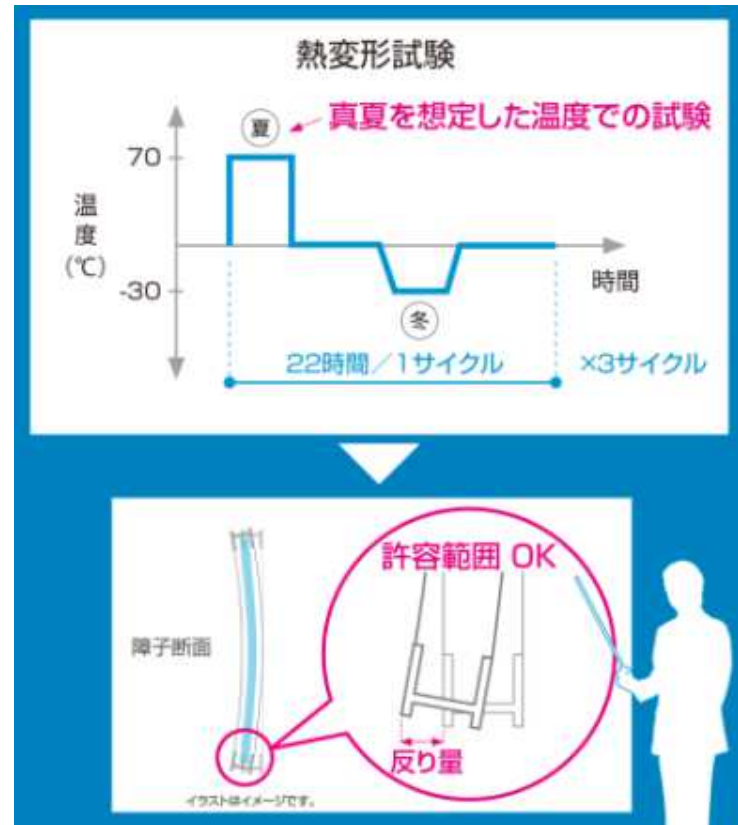 熱変形試験
夏
真夏を想定した温度での試験
70
温度(℃)
-30
時間
冬
22時間／1サイクル
×3サイクル
許容範囲 OK
障子断面
反り量
イラストはイメージです。